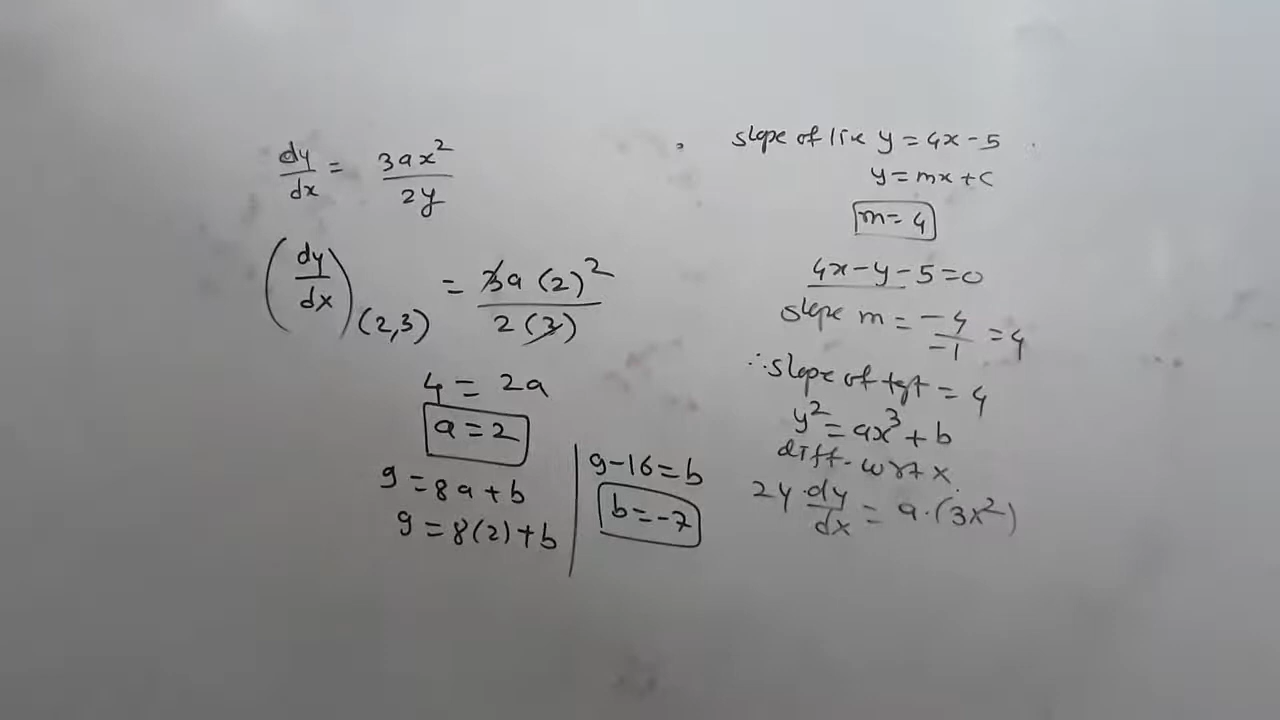 dy/dx = 3ax²/2y
(dy/dx)(2,3) = 3a(2)²/2(3)
4 = 2a
a = 2
9 = 8a + b
9 = 8(2) + b
9 - 16 = b
b = -7
slope of lix y = 4x - 5
y = mx + c
m = 4
4x - y - 5 = 0
slope m = -4/-1 = 4
∴ slope of tgt = 4
y² = ax³ + b
diff. w r t x.
2y · dy/dx = a · (3x²)